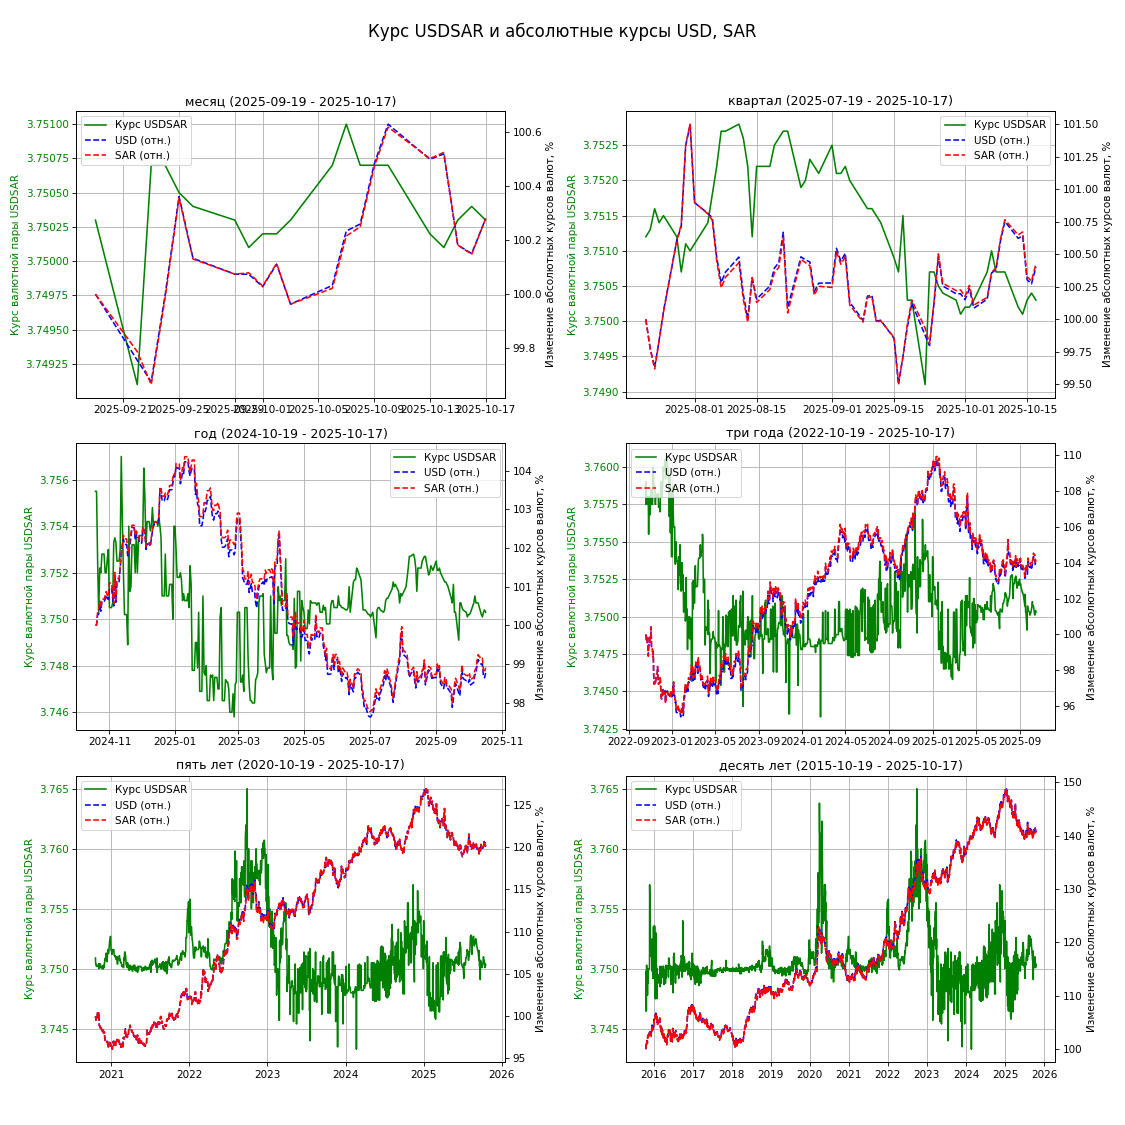 Курс USDSAR и абсолютные курсы USD, SAR
месяц (2025-09-19 - 2025-10-17)
Курс USDSAR
USD (отн.)
SAR (отн.)
Курс валютной пары USDSAR
3.75100
3.75075
3.75050
3.75025
3.75000
3.74975
3.74950
3.74925
100.6
100.4
100.2
100.0
99.8
Изменение абсолютных курсов валют, %
2025-09-21 2025-09-25 2025-09-29 2025-10-01 2025-10-05 2025-10-09 2025-10-13 2025-10-17
квартал (2025-07-19 - 2025-10-17)
Курс USDSAR
USD (отн.)
SAR (отн.)
Курс валютной пары USDSAR
3.7525
3.7520
3.7515
3.7510
3.7505
3.7500
3.7495
3.7490
101.50
101.25
101.00
100.75
100.50
100.25
100.00
99.75
99.50
Изменение абсолютных курсов валют, %
2025-08-01 2025-08-15 2025-09-01 2025-09-15 2025-10-01 2025-10-15
год (2024-10-19 - 2025-10-17)
Курс USDSAR
USD (отн.)
SAR (отн.)
Курс валютной пары USDSAR
3.756
3.754
3.752
3.750
3.748
3.746
104
103
102
101
100
99
98
Изменение абсолютных курсов валют, %
2024-11 2025-01 2025-03 2025-05 2025-07 2025-09 2025-11
три года (2022-10-19 - 2025-10-17)
Курс USDSAR
USD (отн.)
SAR (отн.)
Курс валютной пары USDSAR
3.7600
3.7575
3.7550
3.7525
3.7500
3.7475
3.7450
3.7425
110
108
106
104
102
100
98
96
Изменение абсолютных курсов валют, %
2022-09 2023-01 2023-05 2023-09 2024-01 2024-05 2024-09 2025-01 2025-05 2025-09
пять лет (2020-10-19 - 2025-10-17)
Курс USDSAR
USD (отн.)
SAR (отн.)
Курс валютной пары USDSAR
3.765
3.760
3.755
3.750
3.745
125
120
115
110
105
100
95
Изменение абсолютных курсов валют, %
2021 2022 2023 2024 2025 2026
десять лет (2015-10-19 - 2025-10-17)
Курс USDSAR
USD (отн.)
SAR (отн.)
Курс валютной пары USDSAR
3.765
3.760
3.755
3.750
3.745
150
140
130
120
110
100
Изменение абсолютных курсов валют, %
2016 2017 2018 2019 2020 2021 2022 2023 2024 2025 2026